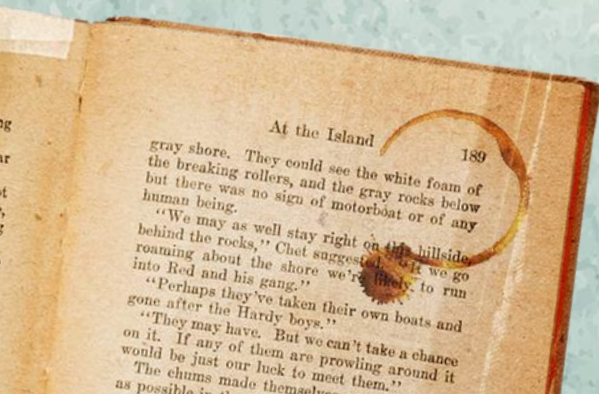 ng
ar
ot
At the Island
189
gray shore. They could see the white foam of
the breaking rollers, and the gray rocks below
but there was no sign of motorboat or of any
human being.
“We may as well stay right on this hillside
behind the rocks,” Chet suggested. “If we go
roaming about the shore we're likely to run
into Red and his gang.”
“Perhaps they've taken their own boats and
gone after the Hardy boys.”
“They may have. But we can't take a chance
on it. If any of them are prowling around it
would be just our luck to meet them.”
The chums made themselves
as possible in the